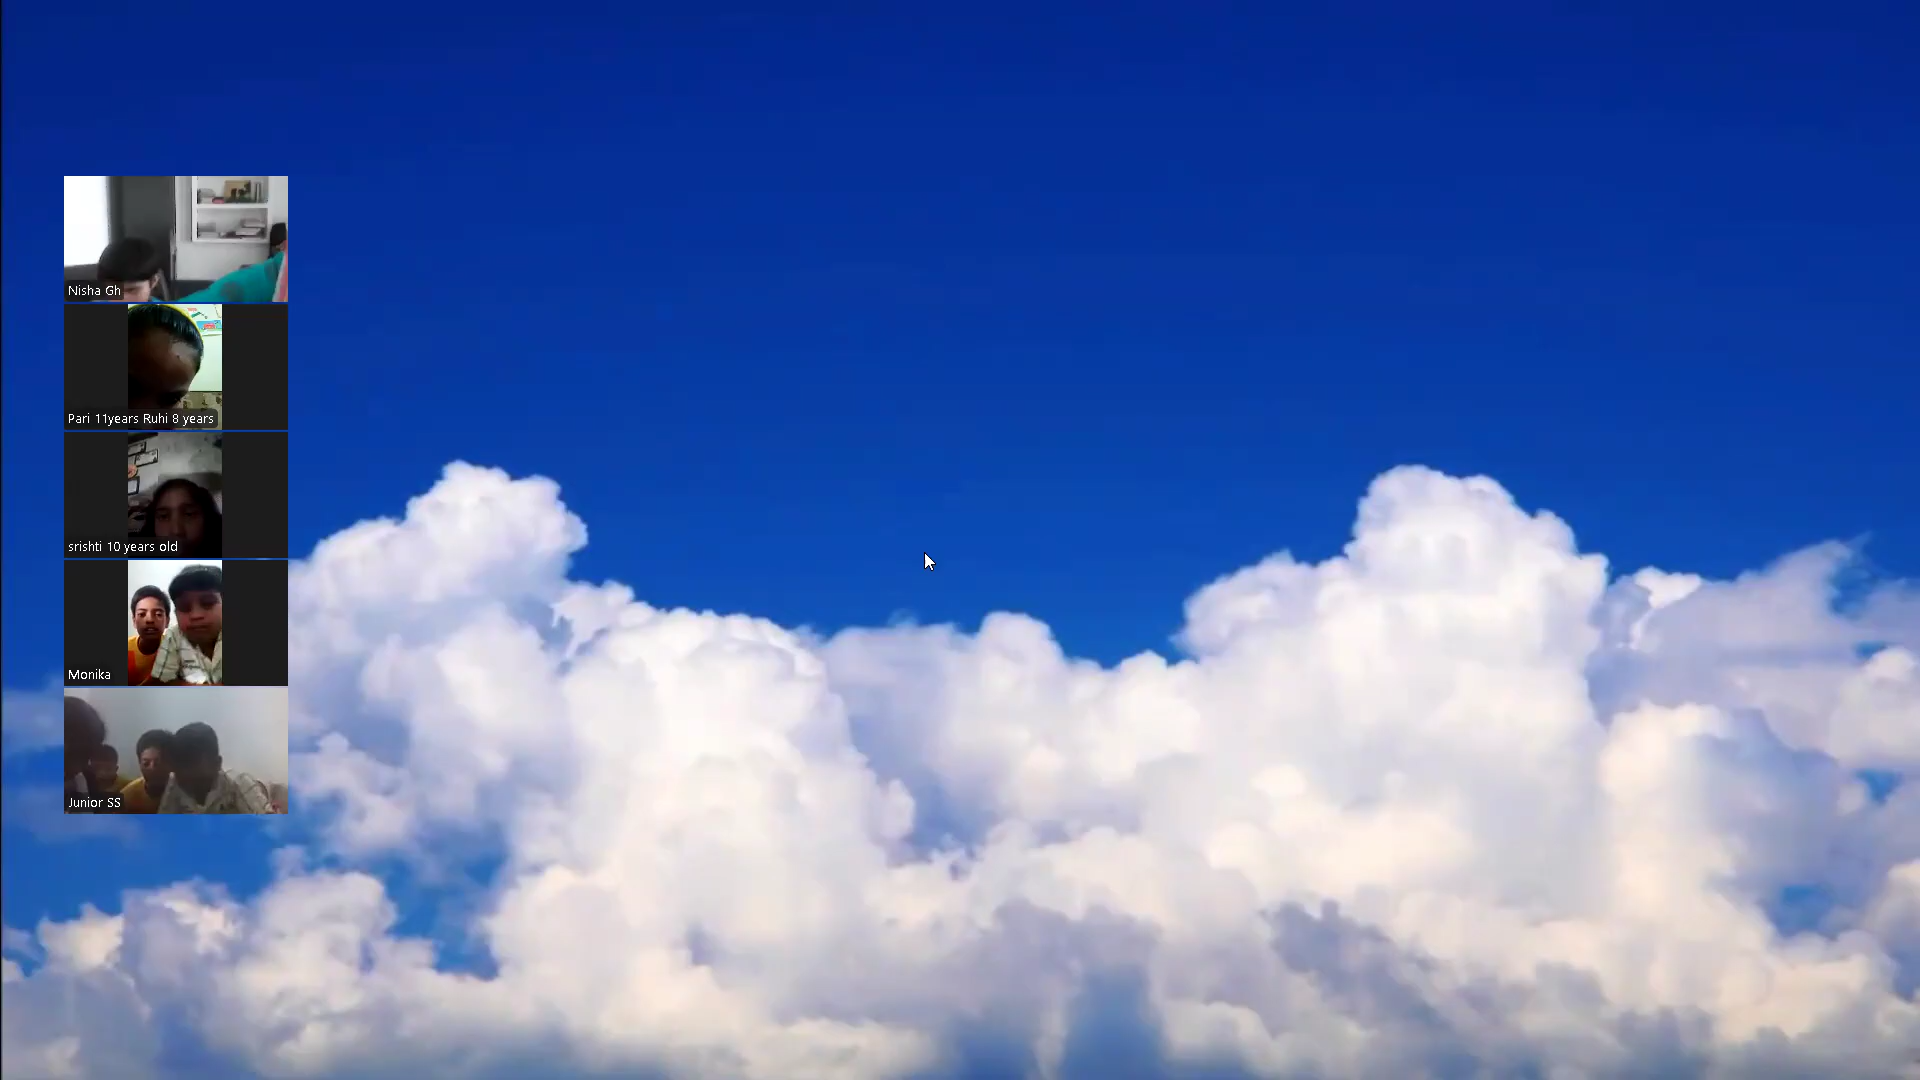 Nisha Gh
Pari 11years Ruhi 8 years
srishti 10 years old
Monika
Junior SS